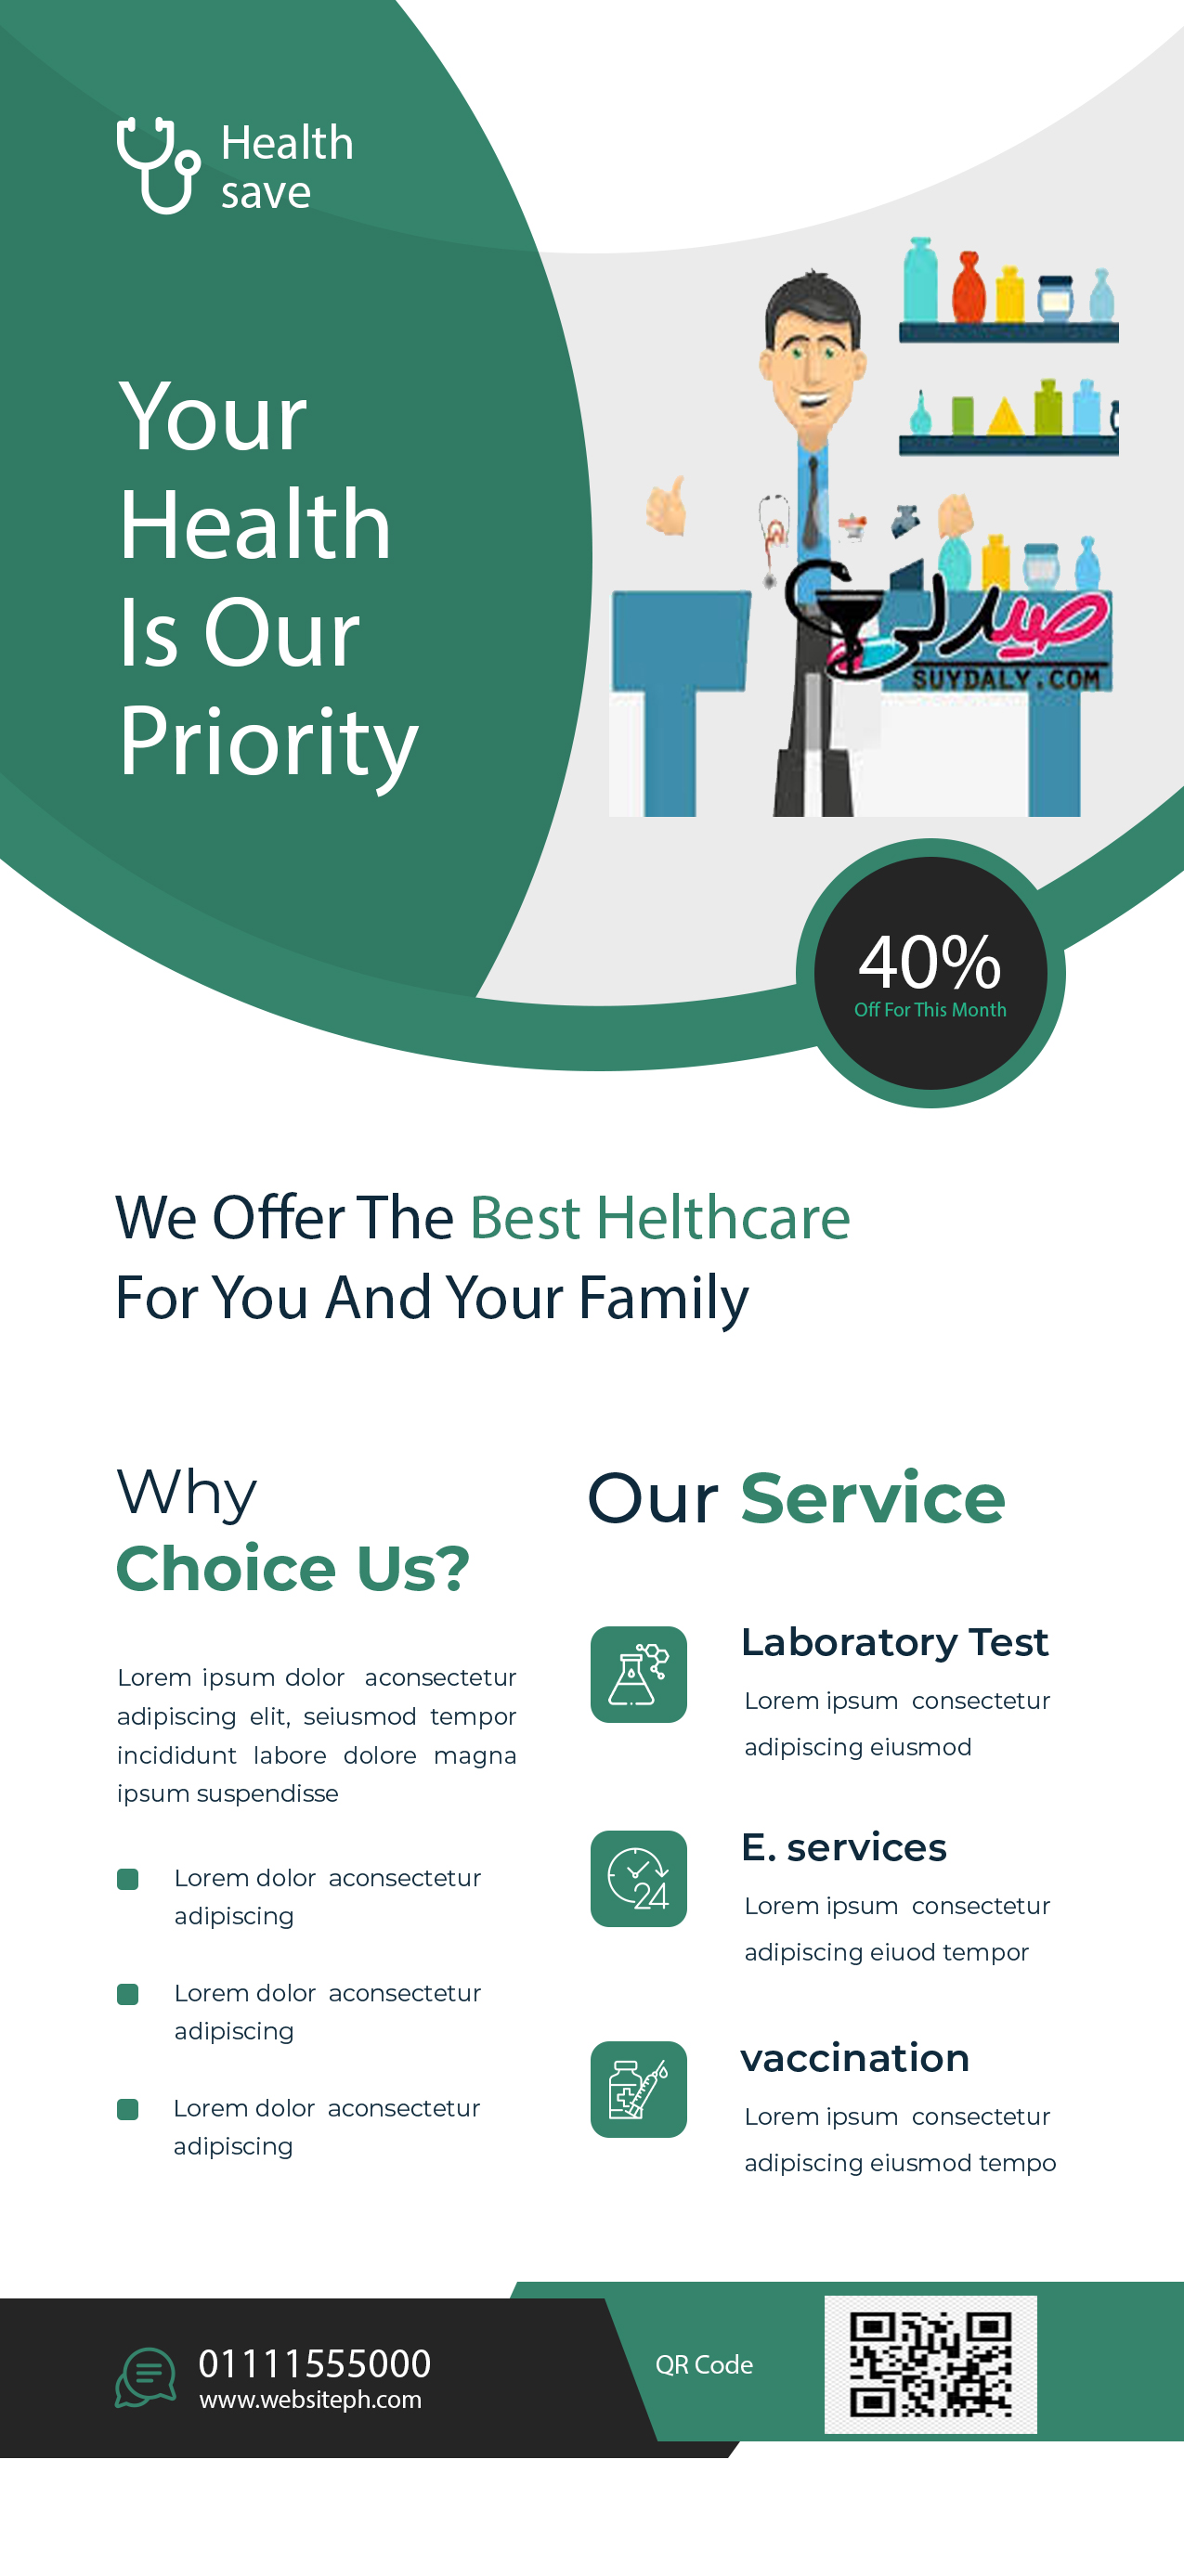 Health
save
Your
Health
Is Our
Priority
صيدلي
SUYDALY.COM
40%
Off For This Month
We Offer The Best Helthcare
For You And Your Family
Why
Choice Us?
Lorem ipsum dolor aconsectetur
adipiscing elit, seiusmod tempor
incididunt labore dolore magna
ipsum suspendisse
Lorem dolor aconsectetur
adipiscing
Lorem dolor aconsectetur
adipiscing
Lorem dolor aconsectetur
adipiscing
Our Service
Laboratory Test
Lorem ipsum consectetur
adipiscing eiusmod
24
E. services
Lorem ipsum consectetur
adipiscing eiuod tempor
vaccination
Lorem ipsum consectetur
adipiscing eiusmod tempo
01111555000
www.websiteph.com
QR Code